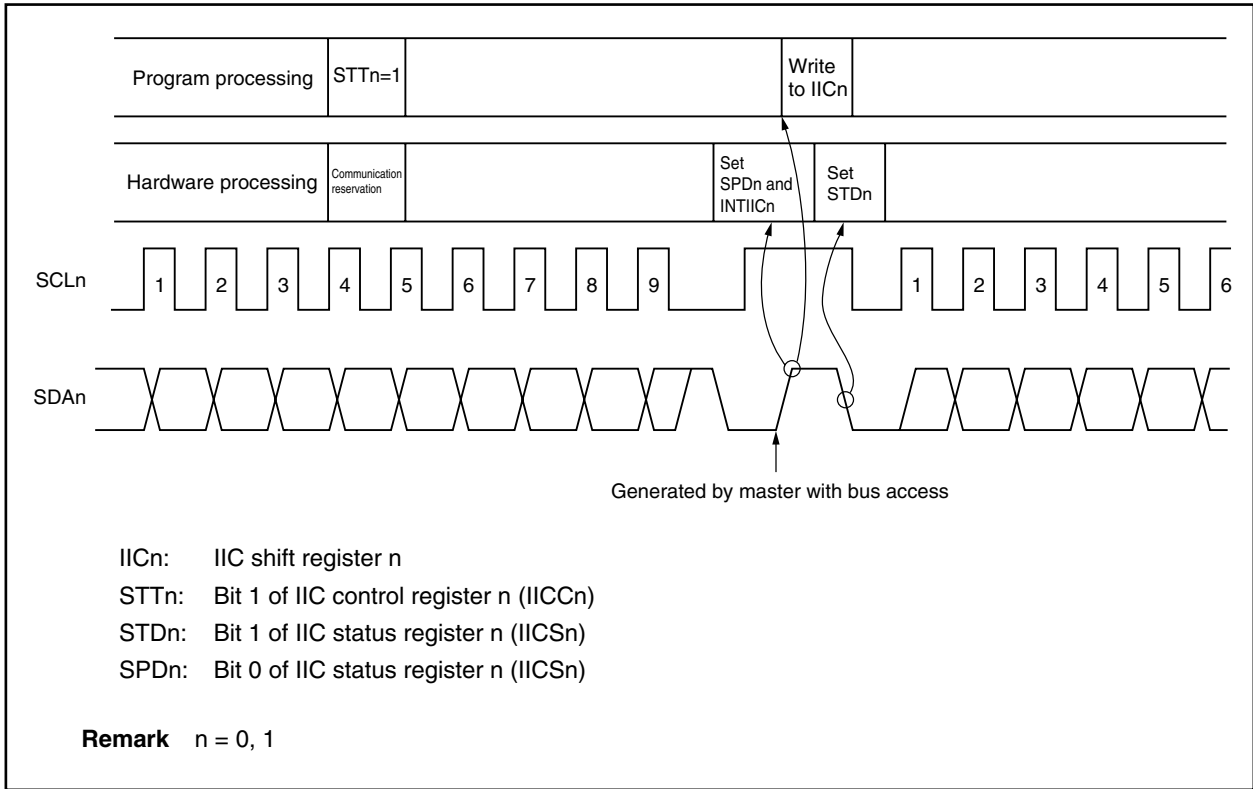 Program processing
STTn=1
Write
to IICn
Hardware processing
Communication
reservation
Set
SPDn and
INTIICn
Set
STDn
SCLn
1 2 3 4 5 6 7 8 9 1 2 3 4 5 6
SDAn
Generated by master with bus access
IICn: IIC shift register n
STTn: Bit 1 of IIC control register n (IICCn)
STDn: Bit 1 of IIC status register n (IICSn)
SPDn: Bit 0 of IIC status register n (IICSn)
Remark n = 0, 1